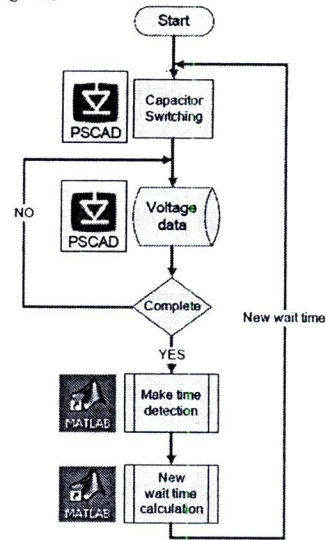 Start
Capacitor
Switching
PSCAD
NO
Voltage
data
PSCAD
Complete
New wait time
YES
Make time
detection
MATLAB
New
wait time
calculation
MATLAB